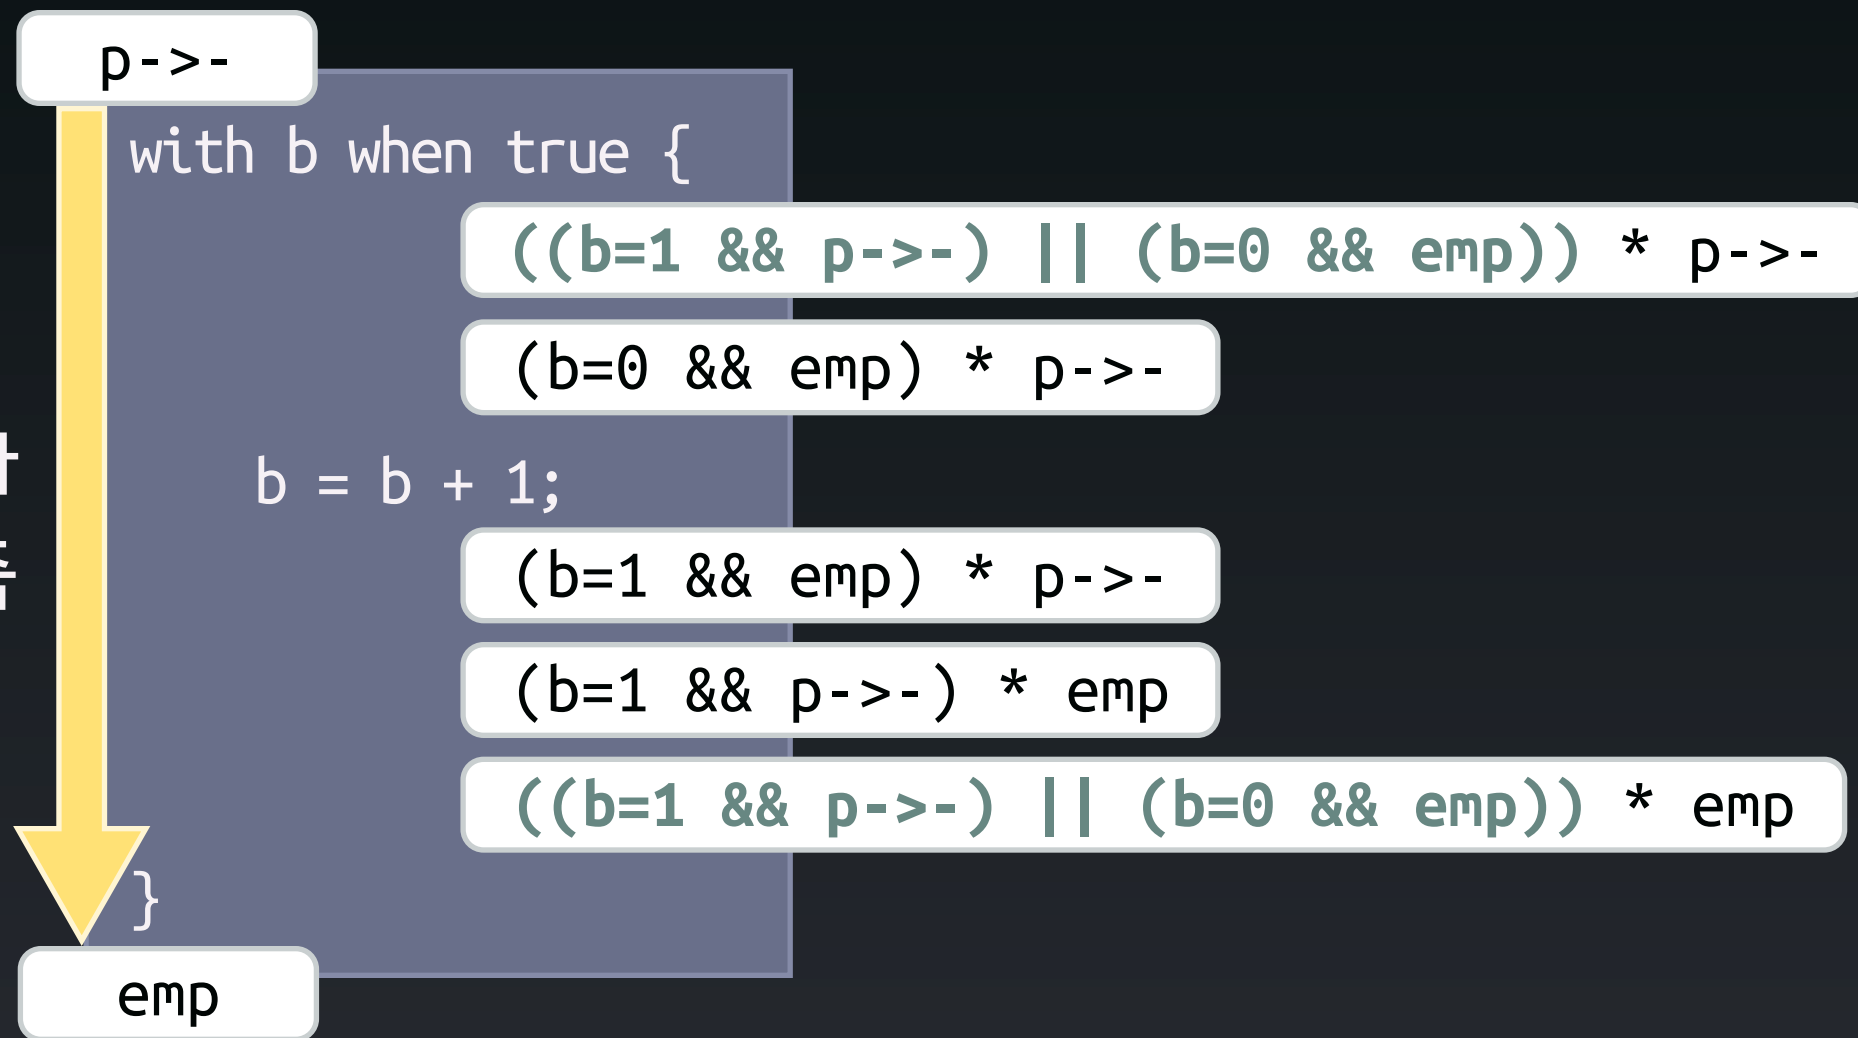 p->-
with b when true {
((b=1 && p->-) || (b=0 && emp)) * p->-
(b=0 && emp) * p->-
b = b + 1;
(b=1 && emp) * p->-
(b=1 && p->-) * emp
((b=1 && p->-) || (b=0 && emp)) * emp
}
emp